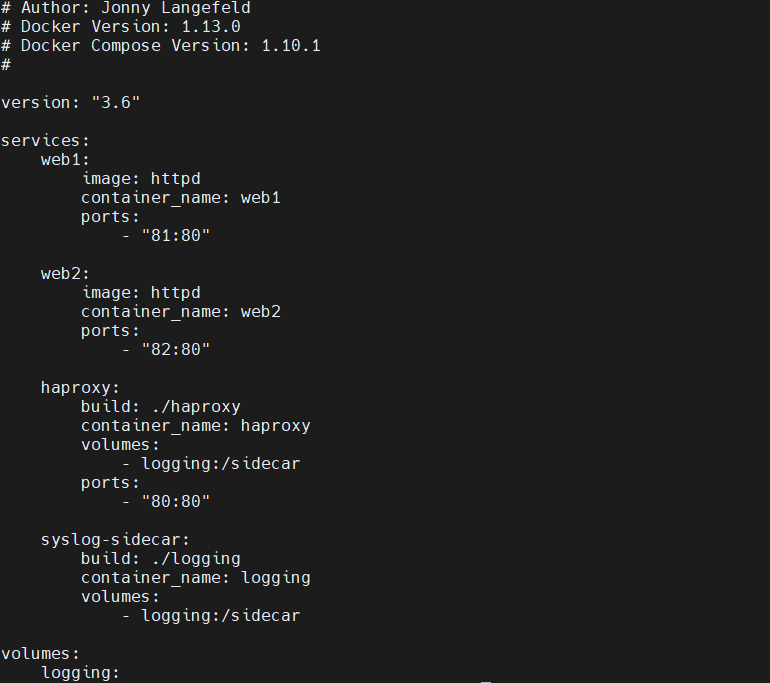 # Author: Jonny Langefeld
# Docker Version: 1.13.0
# Docker Compose Version: 1.10.1
#
version: "3.6"
services:
    web1:
        image: httpd
        container_name: web1
        ports:
            - "81:80"
    web2:
        image: httpd
        container_name: web2
        ports:
            - "82:80"
    haproxy:
        build: ./haproxy
        container_name: haproxy
        volumes:
            - logging:/sidecar
        ports:
            - "80:80"
    syslog-sidecar:
        build: ./logging
        container_name: logging
        volumes:
            - logging:/sidecar
volumes:
    logging: